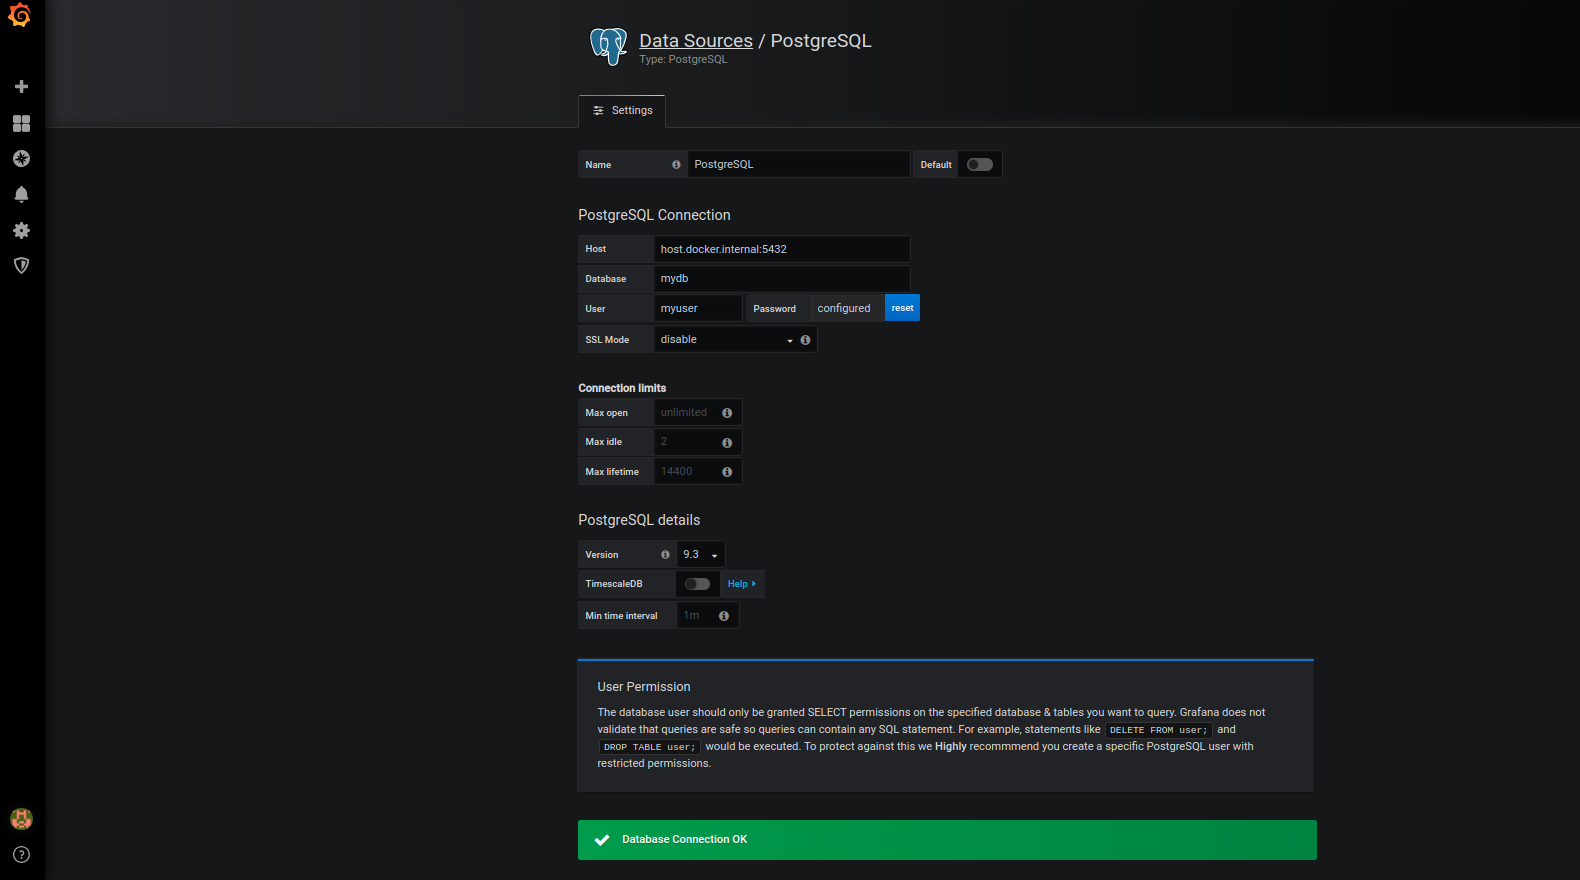 Data Sources / PostgreSQL
Type: PostgreSQL
Settings
Name PostgreSQL Default
PostgreSQL Connection
Host host.docker.internal:5432
Database mydb
User myuser Password configured reset
SSL Mode disable
Connection limits
Max open unlimited
Max idle 2
Max lifetime 14400
PostgreSQL details
Version 9.3
TimescaleDB Help
Min time interval 1m
User Permission
The database user should only be granted SELECT permissions on the specified database & tables you want to query. Grafana does not
validate that queries are safe so queries can contain any SQL statement. For example, statements like DELETE FROM user; and
DROP TABLE user; would be executed. To protect against this we Highly recommmend you create a specific PostgreSQL user with
restricted permissions.
Database Connection OK